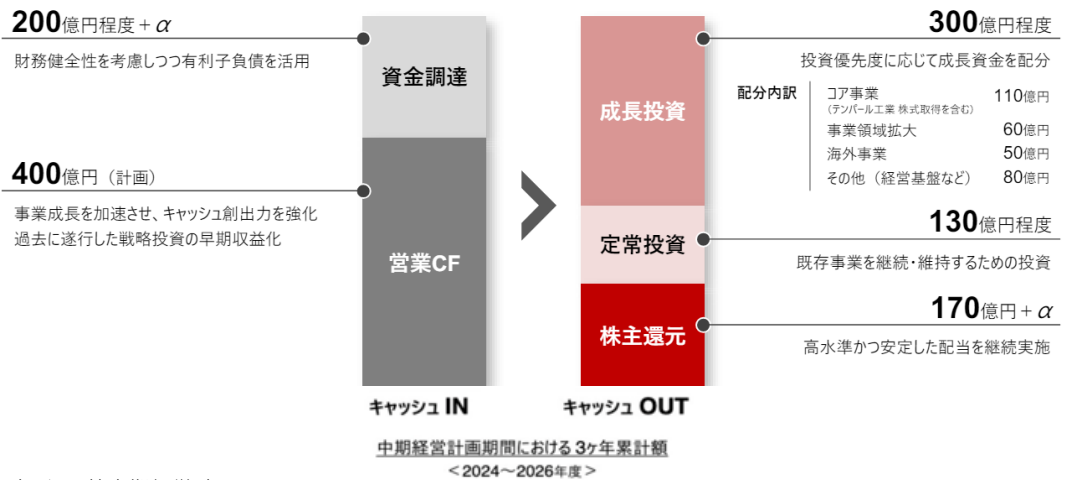 200億円程度+α
財務健全性を考慮しつつ有利子負債を活用
400億円（計画）
事業成長を加速させ、キャッシュ創出力を強化
過去に遂行した戦略投資の早期収益化
資金調達
営業CF
キャッシュ IN
成長投資
定常投資
株主還元
キャッシュ OUT
300億円程度
投資優先度に応じて成長資金を配分
配分内訳
コア事業 110億円
（テンパール工業 株式取得を含む）
事業領域拡大 60億円
海外事業 50億円
その他（経営基盤など） 80億円
130億円程度
既存事業を継続・維持するための投資
170億円+α
高水準かつ安定した配当を継続実施
中期経営計画期間における 3ヶ年累計額
＜2024～2026年度＞